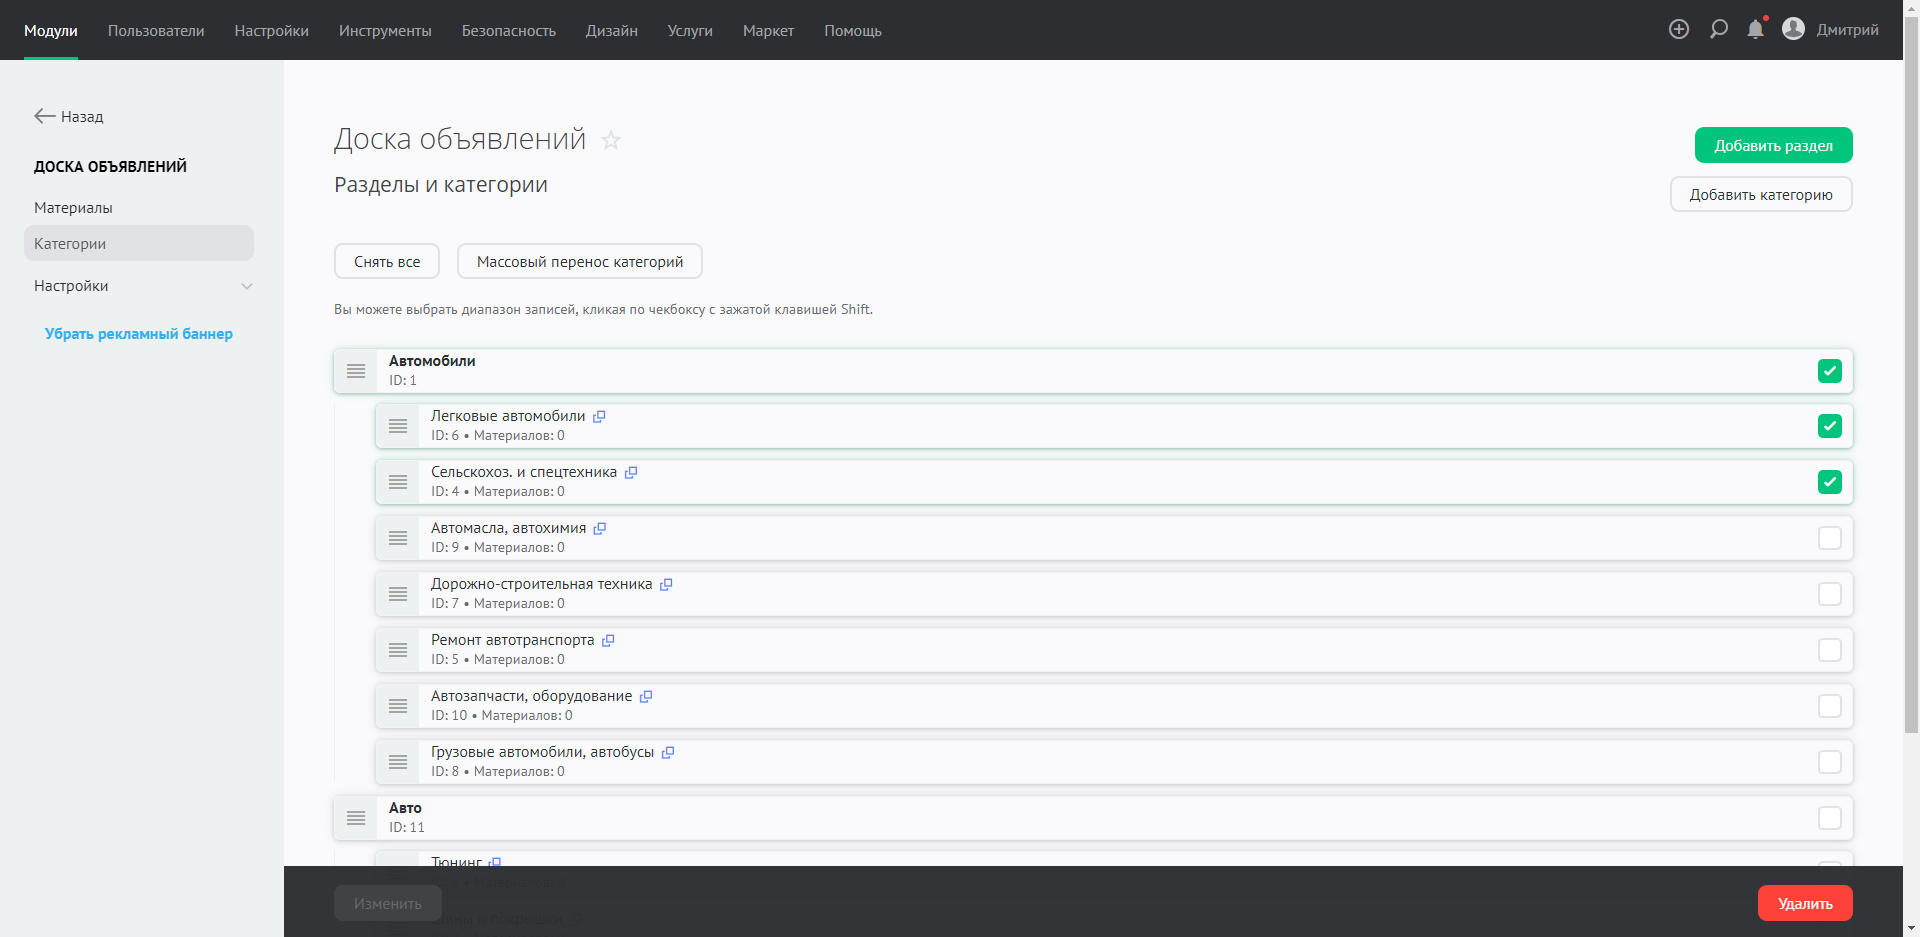 Модули Пользователи Настройки Инструменты Безопасность Дизайн Услуги Маркет Помощь Дмитрий
Назад
ДОСКА ОБЪЯВЛЕНИЙ
Материалы
Категории
Настройки
Убрать рекламный баннер
Доска объявлений
Добавить раздел
Разделы и категории
Добавить категорию
Снять все Массовый перенос категорий
Вы можете выбрать диапазон записей, кликая по чекбоксу с зажатой клавишей Shift.
Автомобили
ID: 1
Легковые автомобили
ID: 6 • Материалов: 0
Сельскохоз. и спецтехника
ID: 4 • Материалов: 0
Автомасла, автохимия
ID: 9 • Материалов: 0
Дорожно-строительная техника
ID: 7 • Материалов: 0
Ремонт автотранспорта
ID: 5 • Материалов: 0
Автозапчасти, оборудование
ID: 10 • Материалов: 0
Грузовые автомобили, автобусы
ID: 8 • Материалов: 0
Авто
ID: 11
Тюнинг
Изменить Удалить